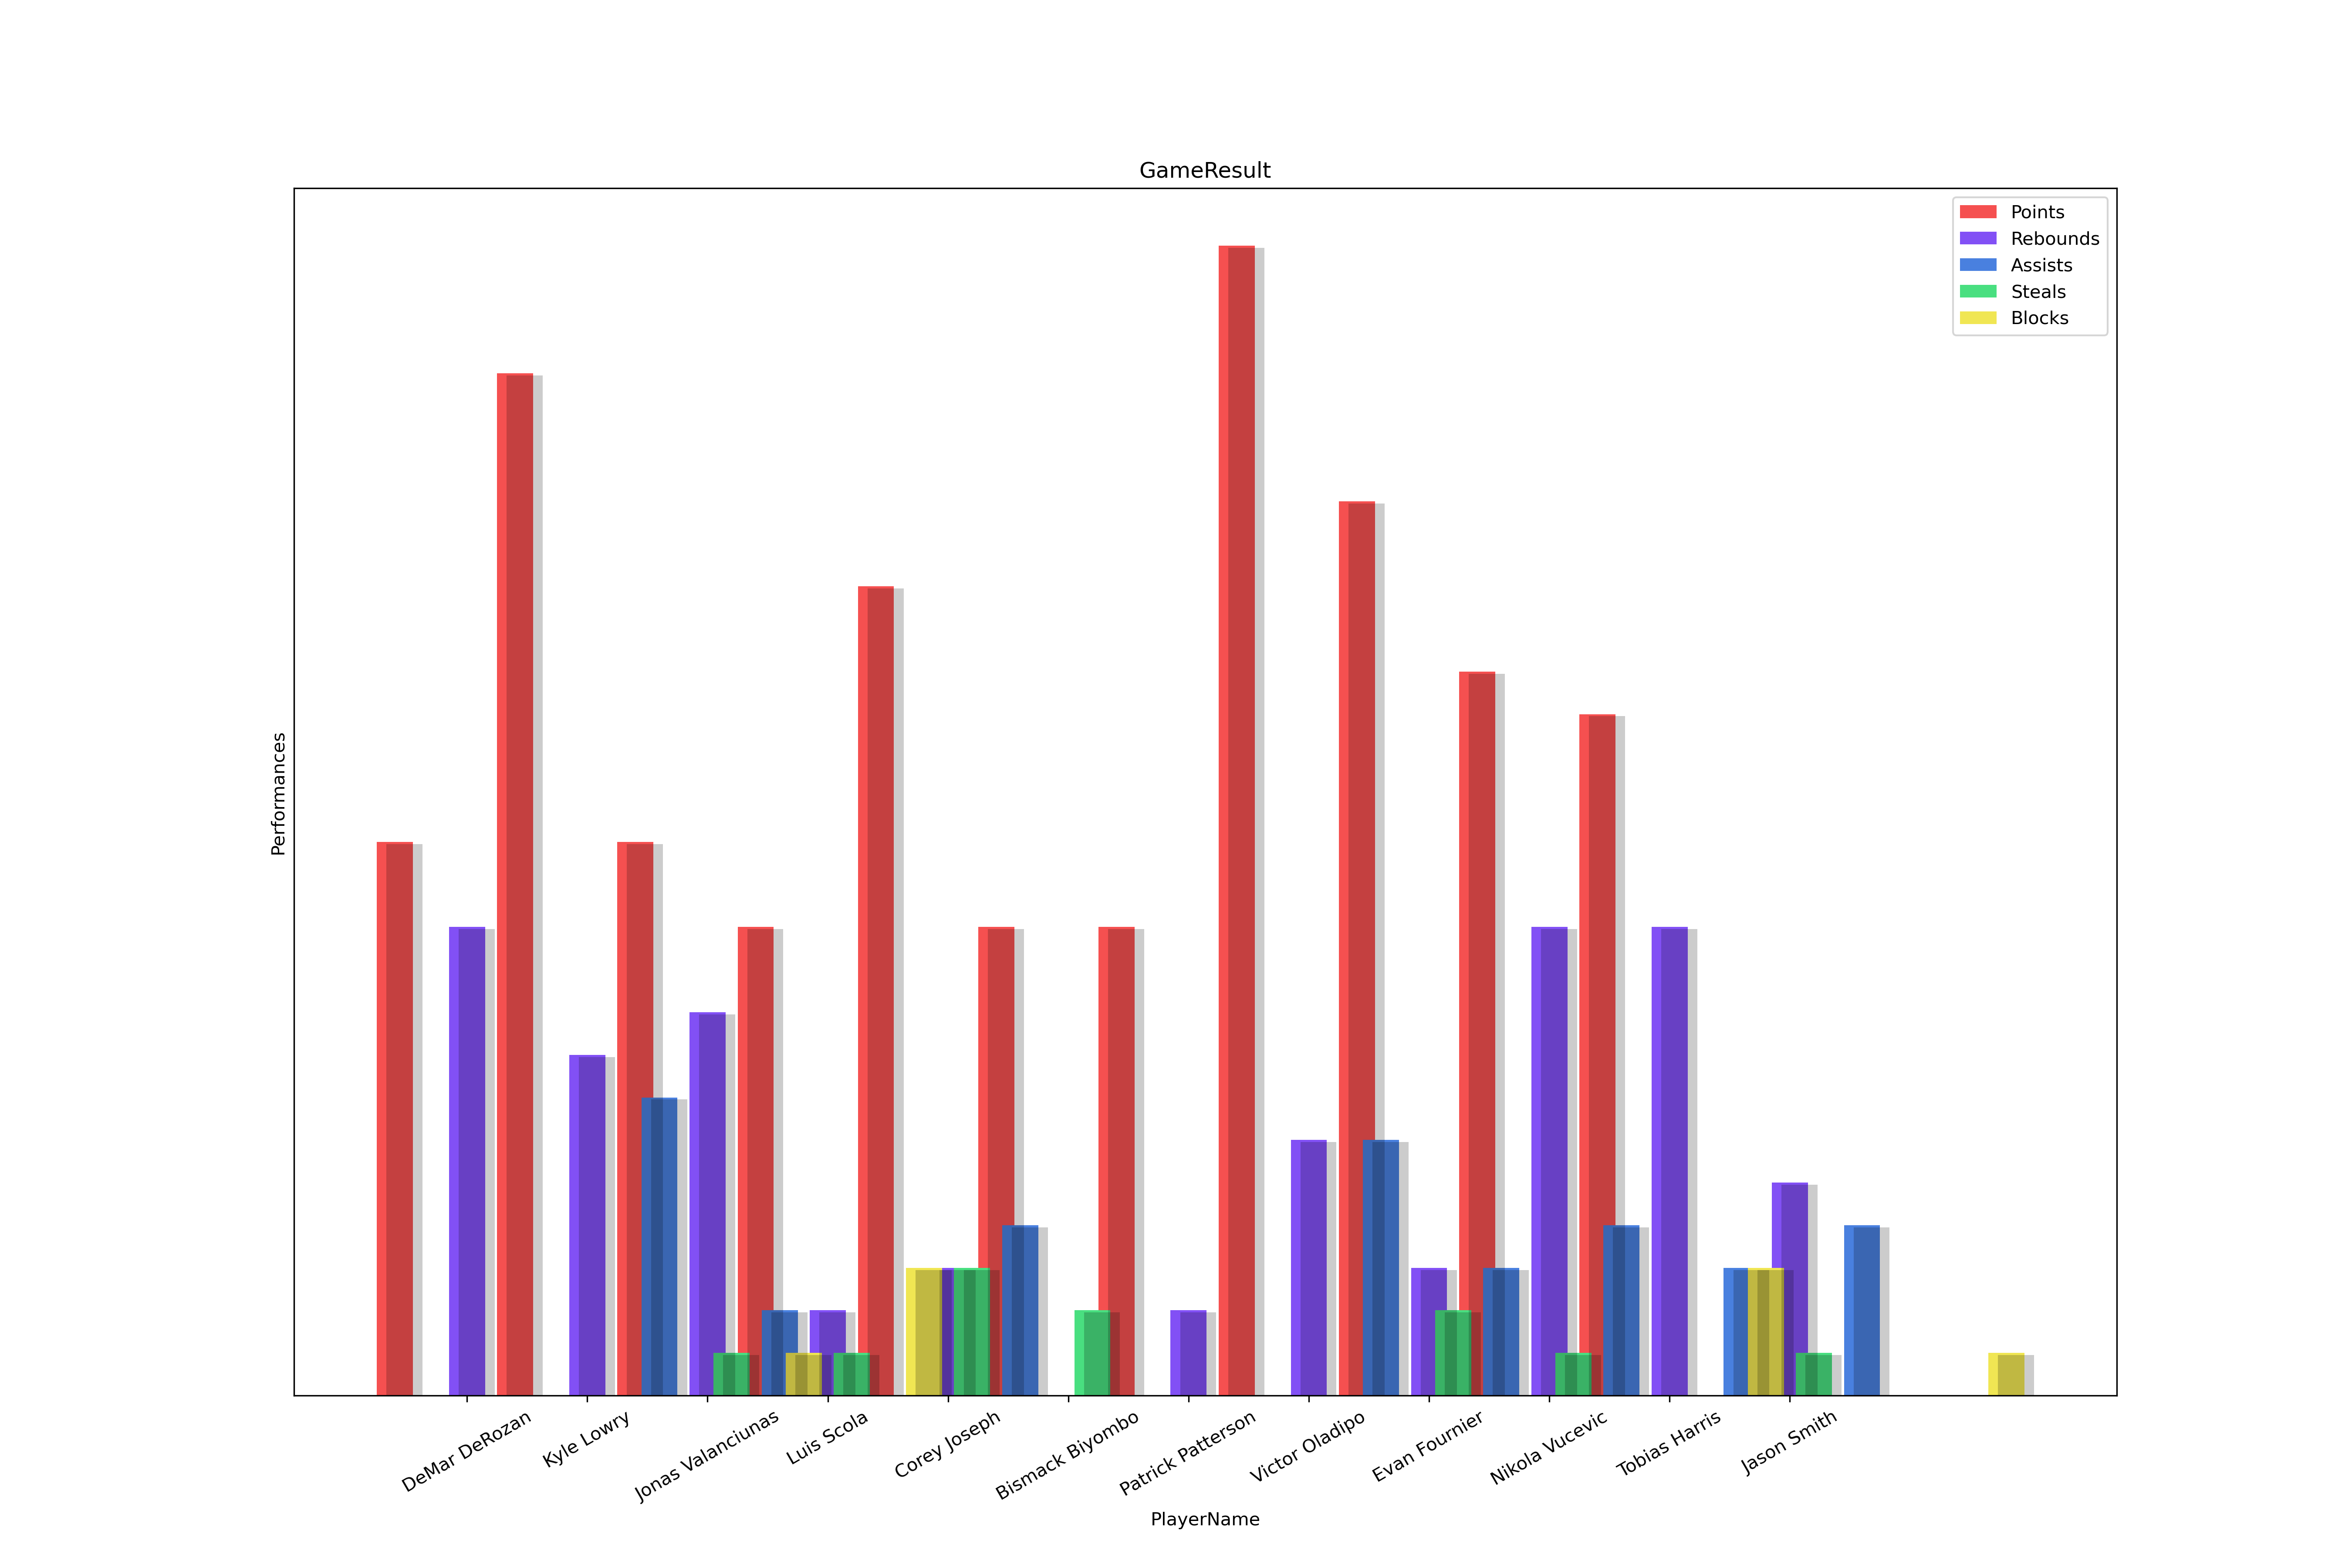 GameResult
Points
Rebounds
Assists
Steals
Blocks
Performances
DeMar DeRozan
Kyle Lowry
Jonas Valanciunas
Luis Scola
Corey Joseph
Bismack Biyombo
Patrick Patterson
Victor Oladipo
Evan Fournier
Nikola Vucevic
Tobias Harris
Jason Smith
PlayerName